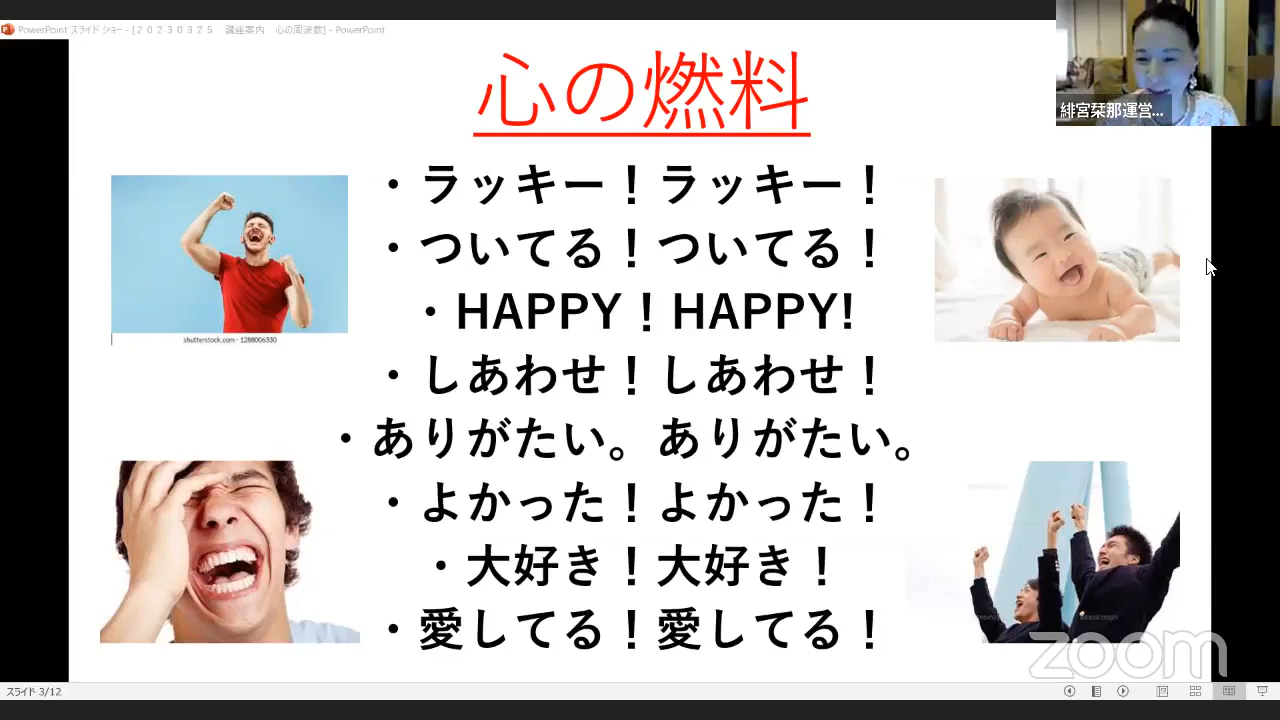 PowerPoint スライド ショー - [２０２３０３２５　講座案内　心の周波数] - PowerPoint
緋宮栞那運営...
心の燃料
・ラッキー！ラッキー！
・ついてる！ついてる！
・HAPPY！HAPPY!
・しあわせ！しあわせ！
・ありがたい。ありがたい。
・よかった！よかった！
・大好き！大好き！
・愛してる！愛してる！
shutterstock.com · 1288006330
zoom
スライド 3/12